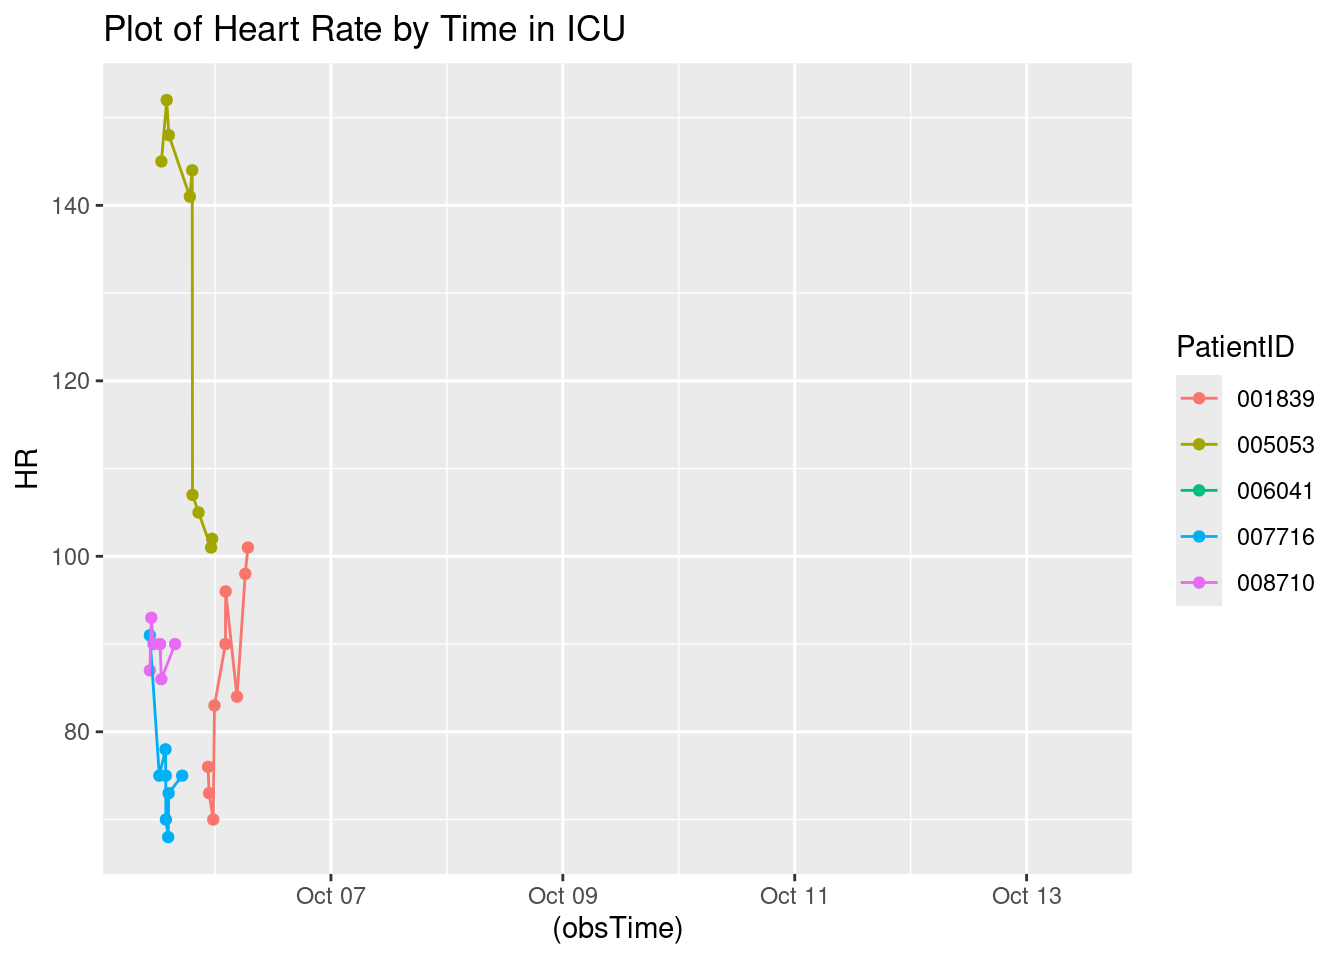 Plot of Heart Rate by Time in ICU
140
120
100
80
HR
Oct 07
Oct 09
Oct 11
Oct 13
(obsTime)
PatientID
001839
005053
006041
007716
008710